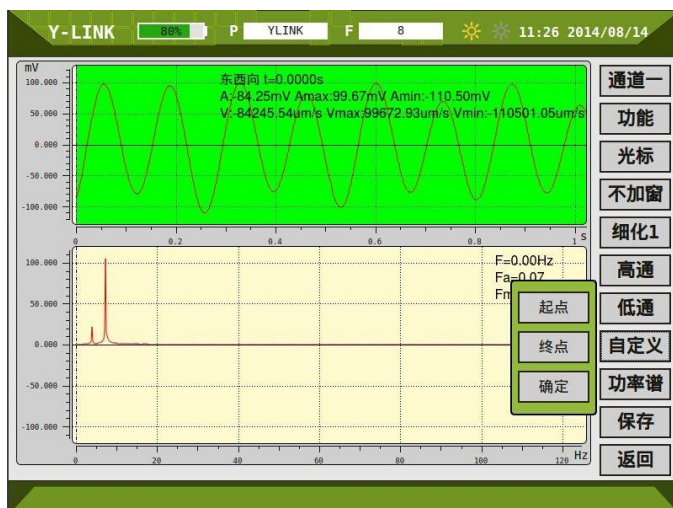 Y-LINK 80% P YLINK F 8 11:26 2014/08/14
mV
东西向 t=0.0000s
A:-84.25mV Amax:99.67mV Amin:-110.50mV
V:-84245.54um/s Vmax:99672.93um/s Vmin:-110501.05um/s
100.000
50.000
0.000
-50.000
-100.000
0 0.2 0.4 0.6 0.8 1 s
F=0.00Hz
Fa=0.07
100.000
50.000
0.000
-50.000
-100.000
0 20 40 60 80 100 120 Hz
起点
终点
确定
通道一
功能
光标
不加窗
细化1
高通
低通
自定义
功率谱
保存
返回